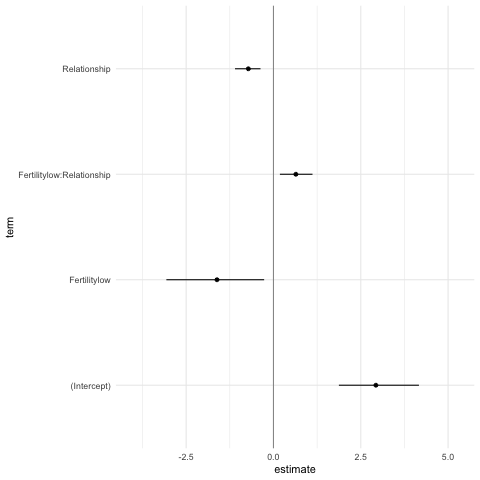 Relationship
Fertilitylow:Relationship
term
Fertilitylow
(Intercept)
-2.5 0.0 2.5 5.0
estimate